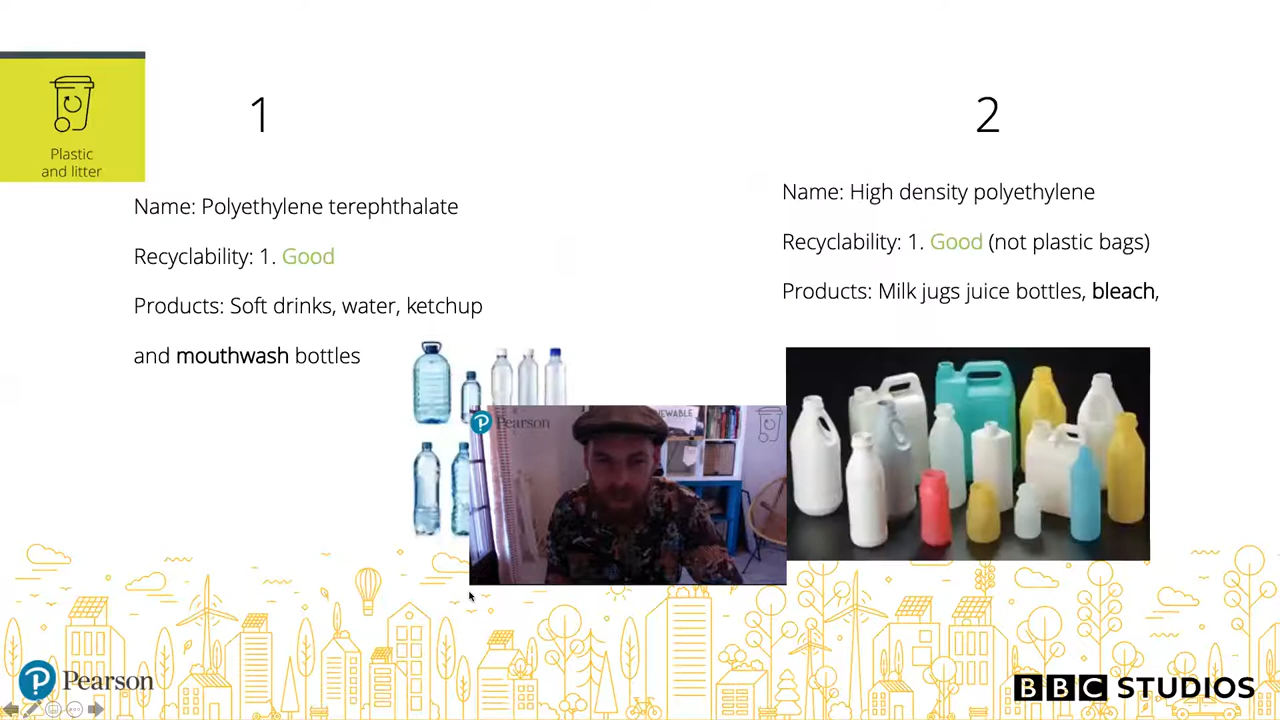 Plastic
and litter
1
Name: Polyethylene terephthalate
Recyclability: 1. Good
Products: Soft drinks, water, ketchup
and mouthwash bottles
2
Name: High density polyethylene
Recyclability: 1. Good (not plastic bags)
Products: Milk jugs juice bottles, bleach,
Pearson
EWABLE
Pearson
BBC STUDIOS